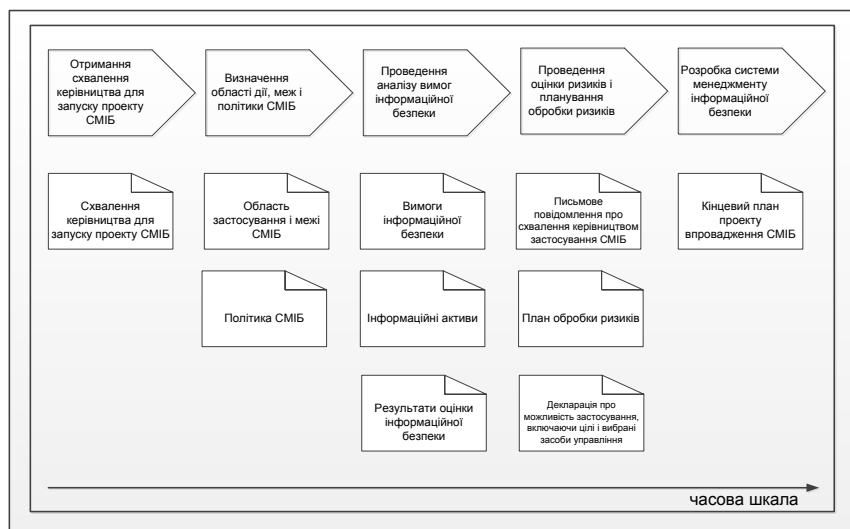 Отримання
схвалення
керівництва для
запуску проекту
СМІБ
Визначення
області дії, меж і
політики СМІБ
Проведення
аналізу вимог
інформаційної
безпеки
Проведення
оцінки ризиків і
планування
обробки ризиків
Розробка системи
менеджменту
інформаційної
безпеки
Схвалення
керівництва для
запуску проекту СМІБ
Область
застосування і межі
СМІБ
Вимоги
інформаційної
безпеки
Письмове
повідомлення про
схвалення керівництвом
застосування СМІБ
Кінцевий план
проекту
впровадження СМІБ
Політика СМІБ
Інформаційні активи
План обробки ризиків
Результати оцінки
інформаційної
безпеки
Декларація про
можливість застосування,
включаючи цілі і вибрані
засоби управління
часова шкала